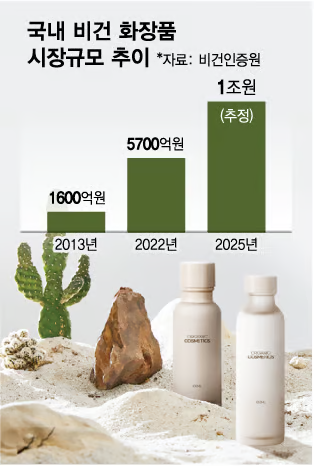 국내 비건 화장품
시장규모 추이 *자료: 비건인증원
1조원
(추정)
5700억원
1600억원
2013년 2022년 2025년
ORGANIC
COSMETICS
ORGANIC
COSMETICS